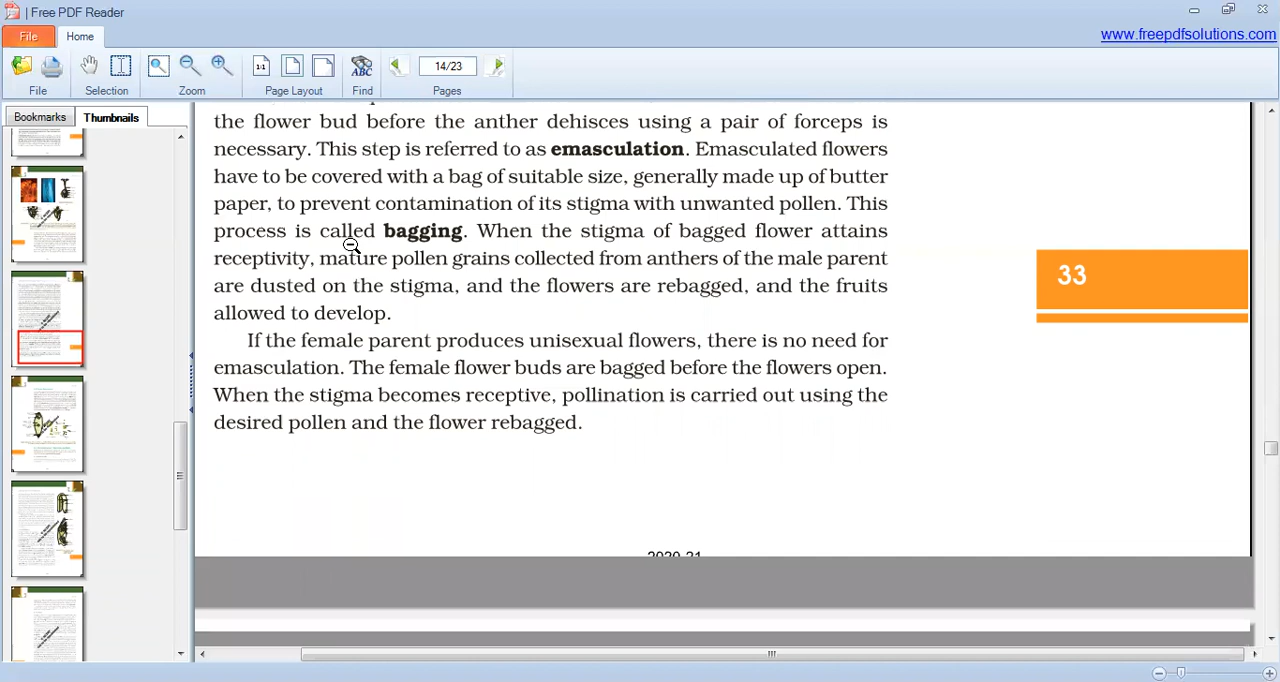 | Free PDF Reader
www.freepdfsolutions.com
File
Home
1:1
ABC
14/23
File
Selection
Zoom
Page Layout
Find
Pages
Bookmarks
Thumbnails
the flower bud before the anther dehisces using a pair of forceps is
necessary. This step is referred to as emasculation. Emasculated flowers
have to be covered with a bag of suitable size, generally made up of butter
paper, to prevent contamination of its stigma with unwanted pollen. This
process is called bagging. When the stigma of bagged flower attains
receptivity, mature pollen grains collected from anthers of the male parent
are dusted on the stigma, and the flowers are rebagged, and the fruits
allowed to develop.
If the female parent produces unisexual flowers, there is no need for
emasculation. The female flower buds are bagged before the flowers open.
When the stigma becomes receptive, pollination is carried out using the
desired pollen and the flower rebagged.
33
2020-21